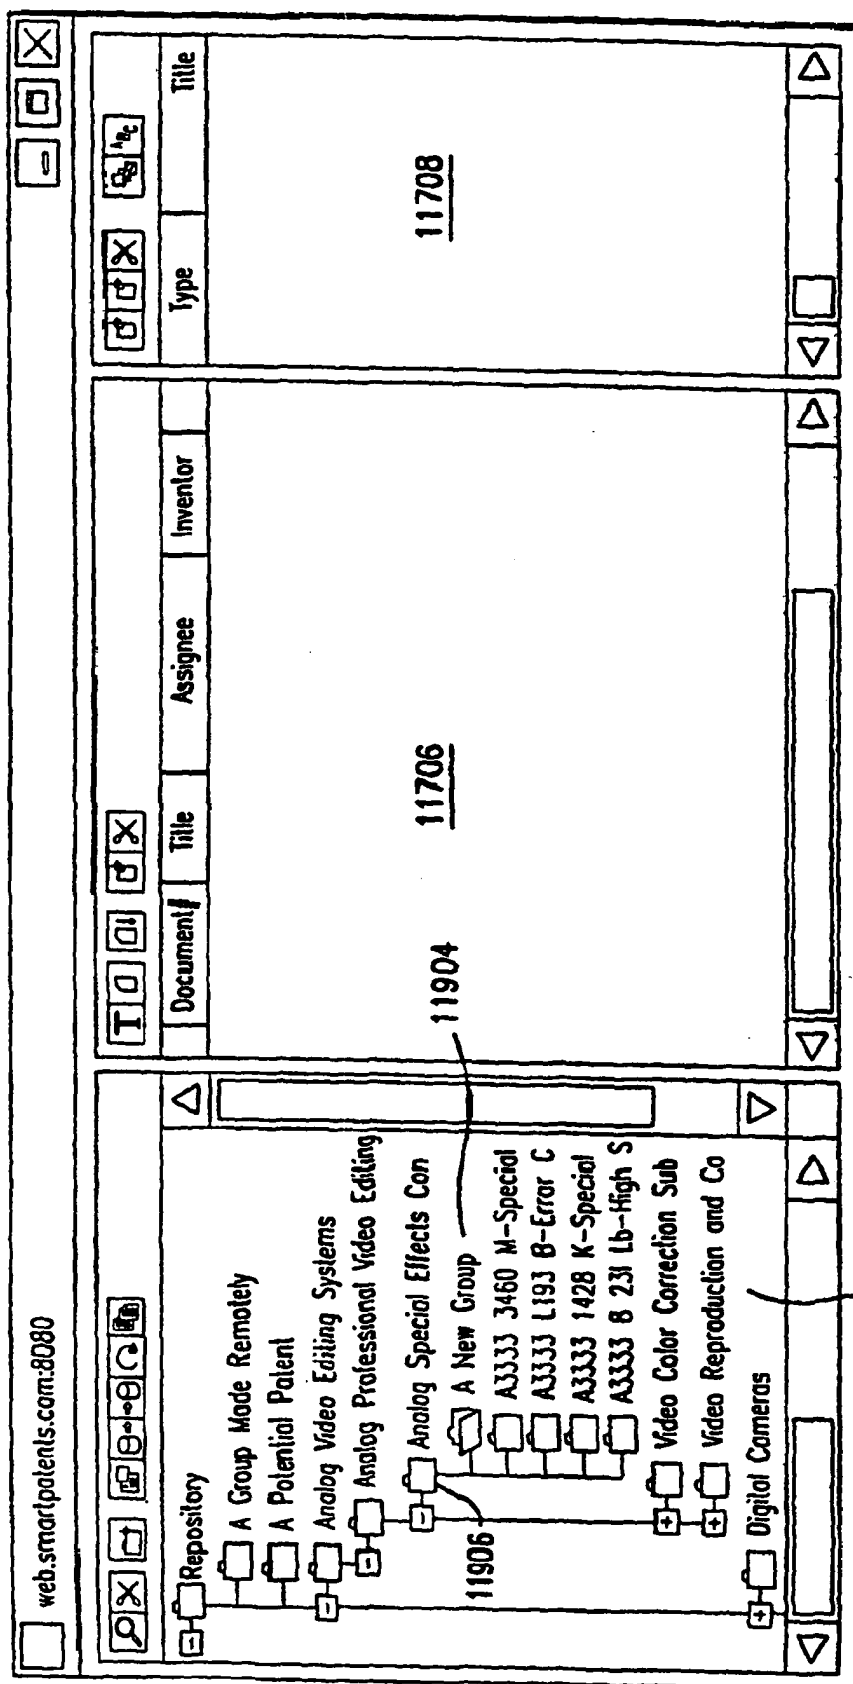 web.smartpatents.com:8080
T
ABC
Document# Title Assignee Inventor
Type Title
Repository
A Group Made Remotely
A Potential Patent
Analog Video Editing Systems
Analog Professional Video Editing
Analog Special Effects Con
A New Group
A3333 3460 M-Special
A3333 L193 B-Error C
A3333 1428 K-Special
A3333 B 231 Lb-High S
Video Color Correction Sub
Video Reproduction and Co
Digital Cameras
11904
11906
11706
11708